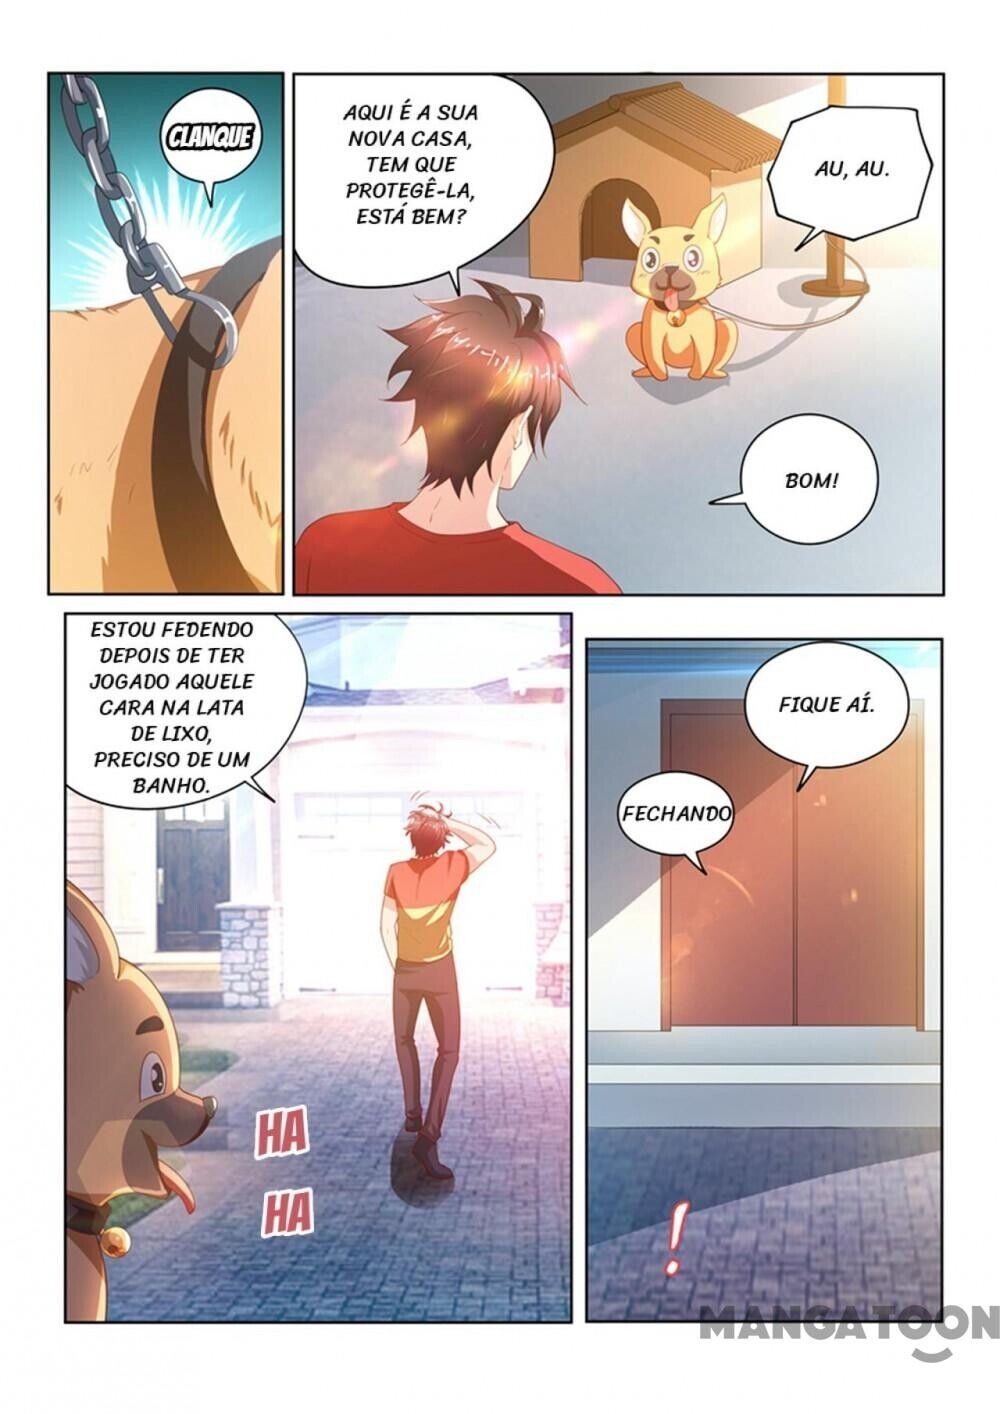 CLANQUE
AQUI É A SUA
NOVA CASA,
TEM QUE
PROTEGÊ-LA,
ESTÁ BEM?
AU, AU.
BOM!
ESTOU FEDENDO
DEPOIS DE TER
JOGADO AQUELE
CARA NA LATA
DE LIXO,
PRECISO DE UM
BANHO.
HA
HA
FIQUE AÍ.
FECHANDO
!
MANGATOON